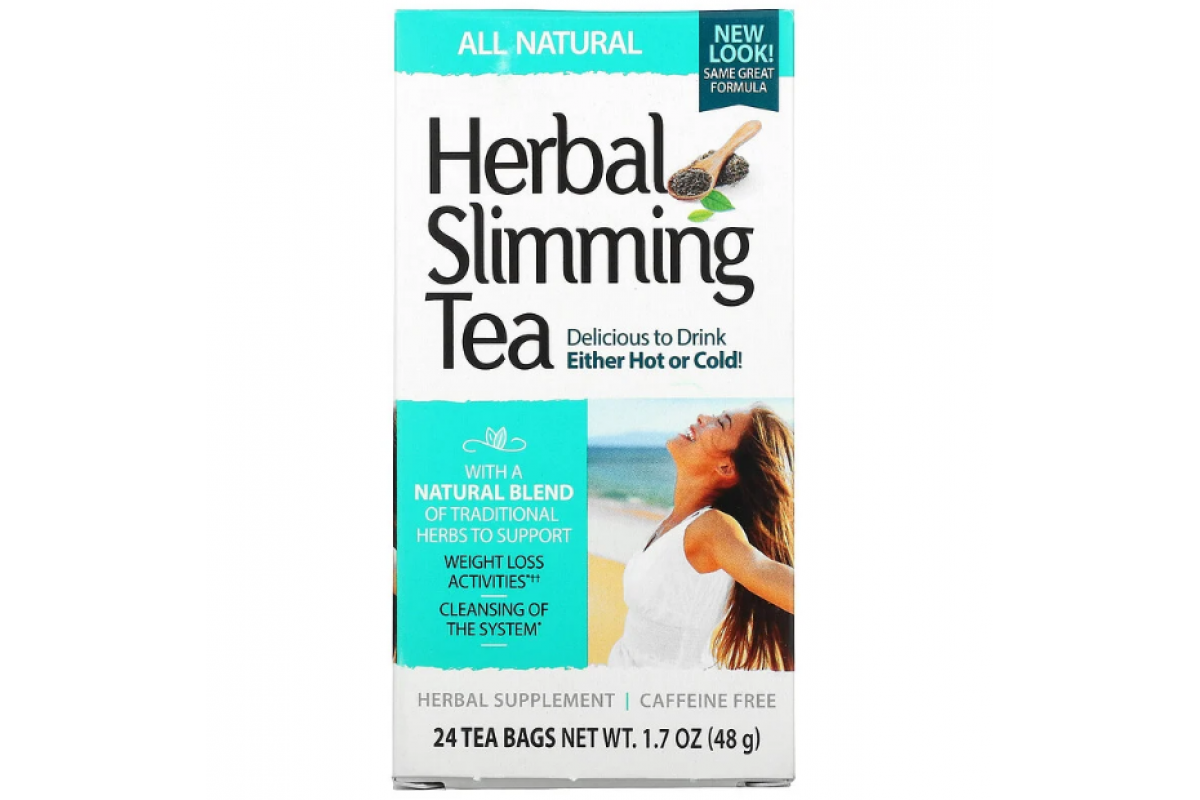 ALL NATURAL
NEW
LOOK!
SAME GREAT
FORMULA
Herbal
Slimming
Tea
Delicious to Drink
Either Hot or Cold!
WITH A
NATURAL BLEND
OF TRADITIONAL
HERBS TO SUPPORT
WEIGHT LOSS
ACTIVITIES*††
CLEANSING OF
THE SYSTEM*
HERBAL SUPPLEMENT | CAFFEINE FREE
24 TEA BAGS NET WT. 1.7 OZ (48 g)